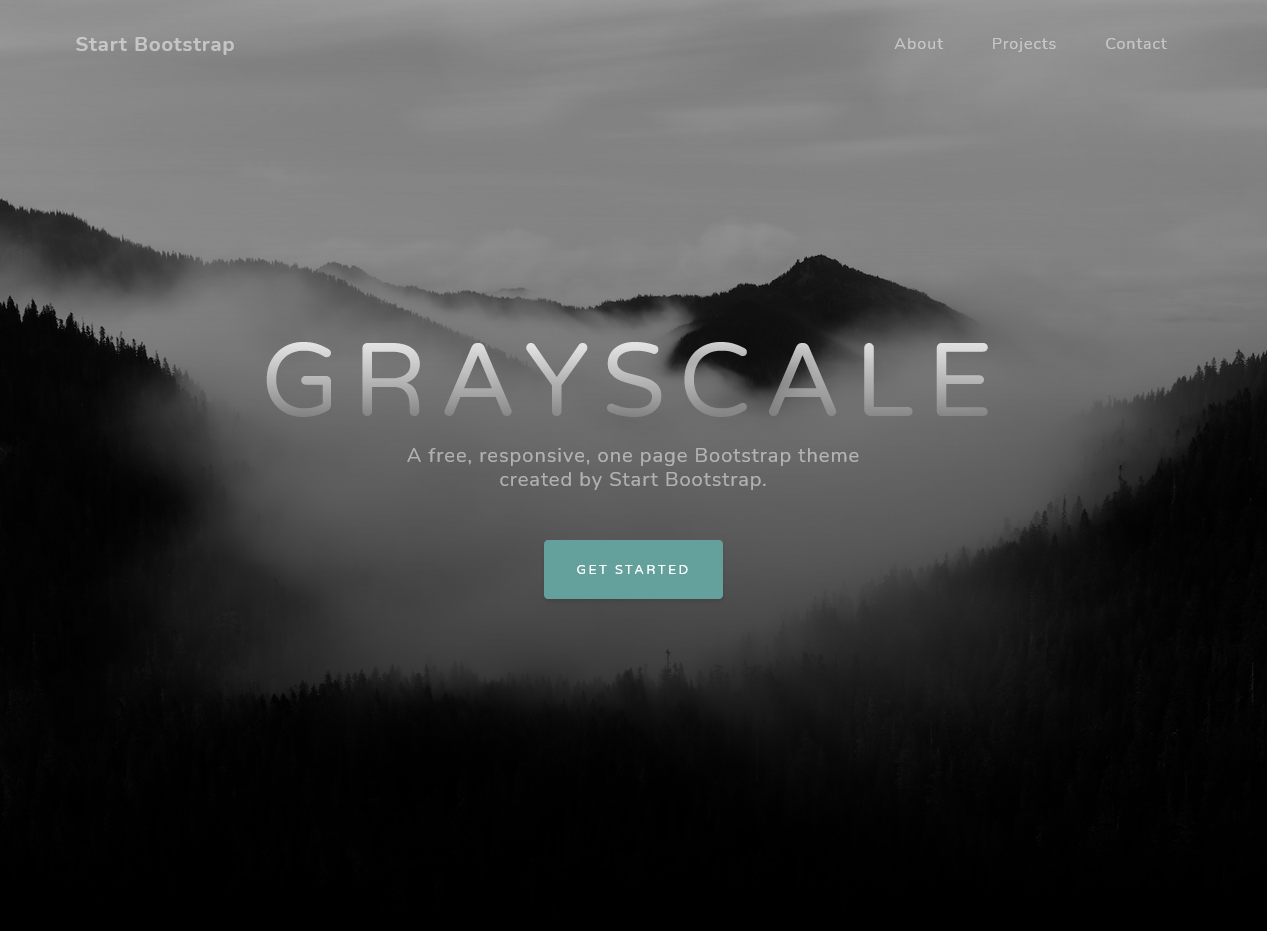 Start Bootstrap
About
Projects
Contact
GRAYSCALE
A free, responsive, one page Bootstrap theme
created by Start Bootstrap.
GET STARTED